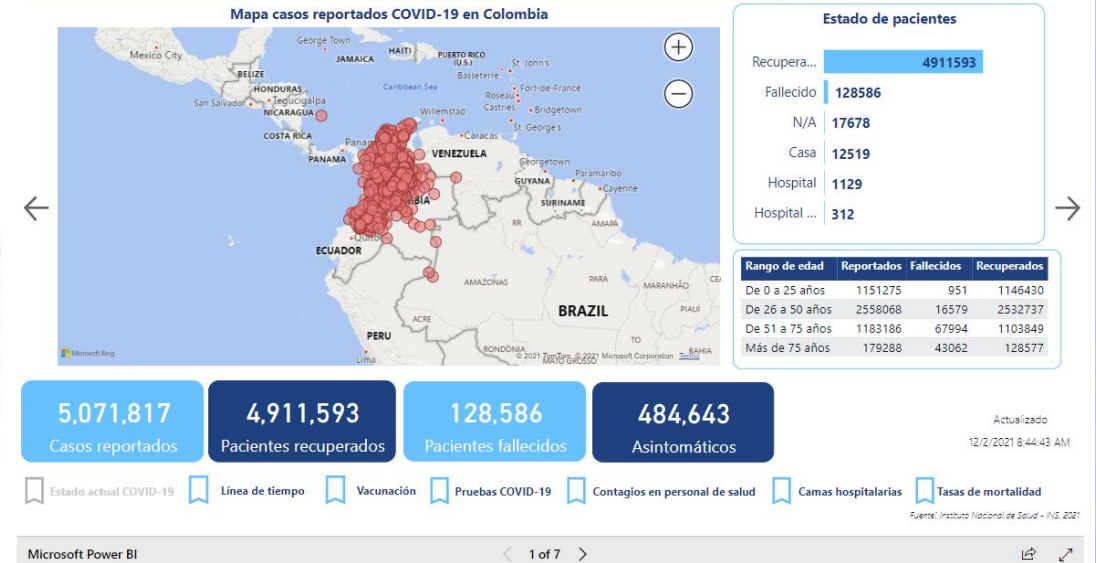 Mapa casos reportados COVID-19 en Colombia
Mexico City
George Town
JAMAICA
HAITI
PUERTO RICO
(U.S.)
St. John's
BELIZE
Basseterre
HONDURAS
Caribbean Sea
Roseau
Fort-de-France
San Salvador
Tegucigalpa
NICARAGUA
Willemstad
Castries
Bridgetown
St. George's
COSTA RICA
Caracas
PANAMA
VENEZUELA
Georgetown
Paramaribo
GUYANA
Cayenne
SURINAME
RR
AMAPÁ
Quito
ECUADOR
AMAZONAS
PARÁ
MARANHÃO
BRAZIL
PIAUÍ
ACRE
PERU
TO
RONDÔNIA
MATO GROSSO
BAHIA
Lima
Microsoft Bing
© 2021 TomTom, © 2021 Microsoft Corporation Terms
Estado de pacientes
Recupera... 4911593
Fallecido 128586
N/A 17678
Casa 12519
Hospital 1129
Hospital ... 312
Rango de edad Reportados Fallecidos Recuperados
De 0 a 25 años 1151275 951 1146430
De 26 a 50 años 2558068 16579 2532737
De 51 a 75 años 1183186 67994 1103849
Más de 75 años 179288 43062 128577
5,071,817 4,911,593 128,586 484,643
Casos reportados Pacientes recuperados Pacientes fallecidos Asintomáticos
Actualizado
12/2/2021 8:44:43 AM
Estado actual COVID-19 Línea de tiempo Vacunación Pruebas COVID-19 Contagios en personal de salud Camas hospitalarias Tasas de mortalidad
Fuente: Instituto Nacional de Salud - INS, 2021
Microsoft Power BI 1 of 7